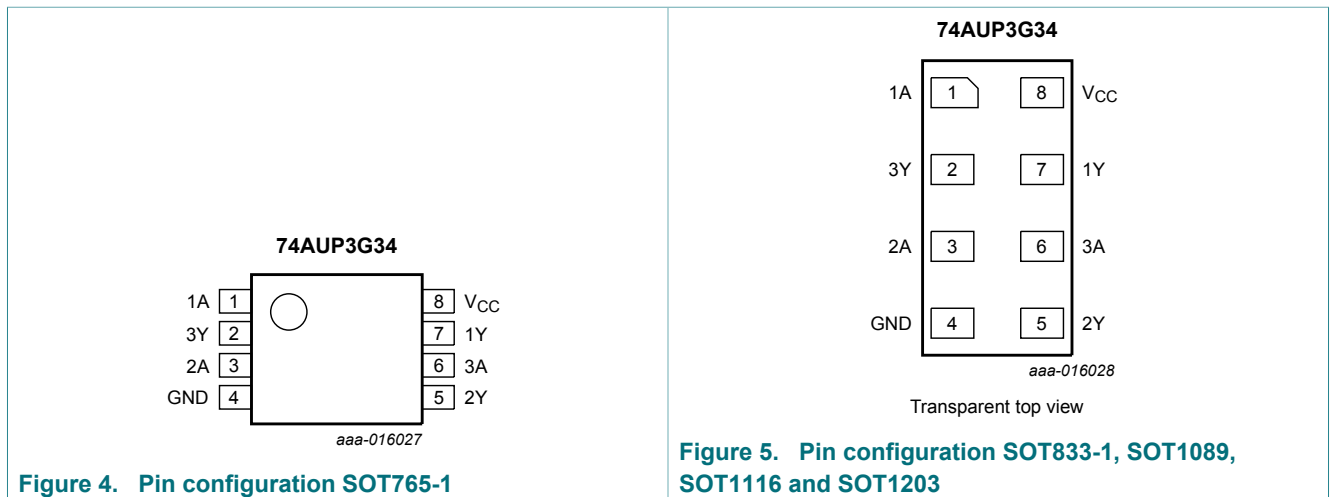 74AUP3G34
1A 1 8 VCC
3Y 2 7 1Y
2A 3 6 3A
GND 4 5 2Y
aaa-016027
Figure 4. Pin configuration SOT765-1
74AUP3G34
1A 1 8 VCC
3Y 2 7 1Y
2A 3 6 3A
GND 4 5 2Y
aaa-016028
Transparent top view
Figure 5. Pin configuration SOT833-1, SOT1089,
SOT1116 and SOT1203